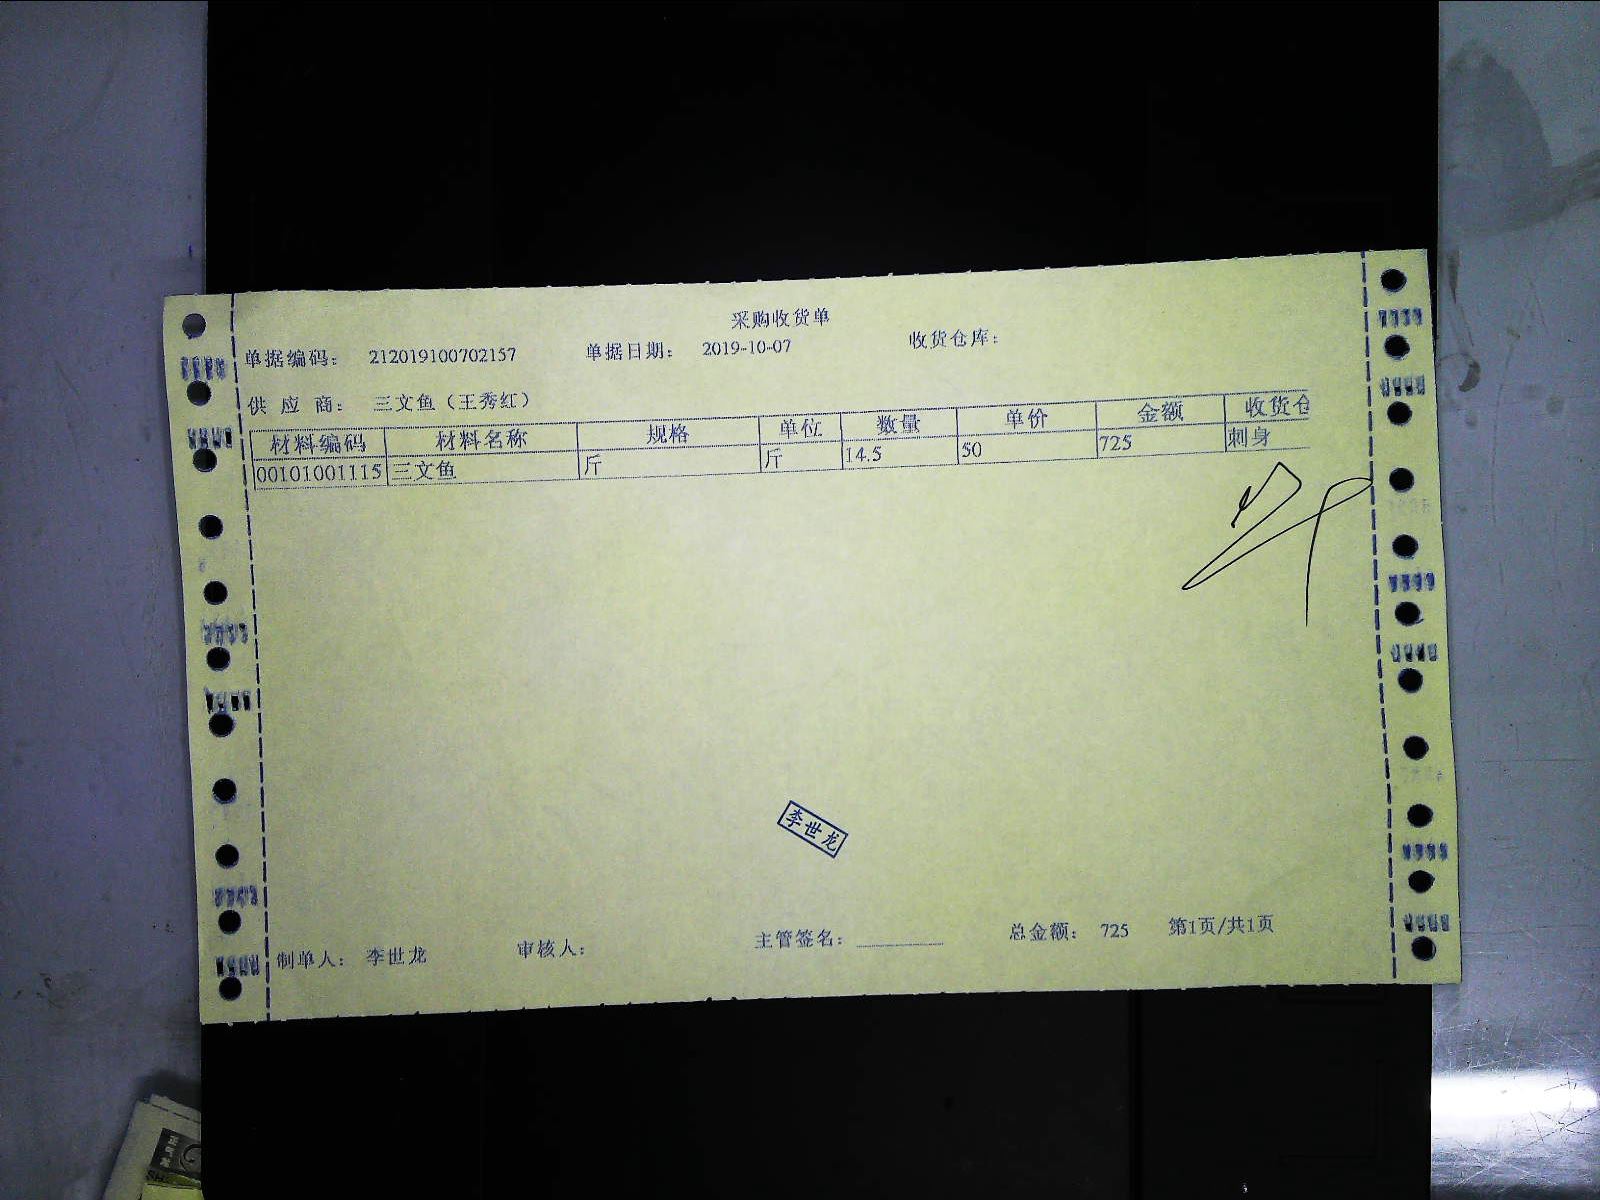 采购收货单
单据编码： 212019100702157 单据日期： 2019-10-07 收货仓库：
供 应 商： 三文鱼（王秀红）
材料编码 材料名称 规格 单位 数量 单价 金额 收货仓
00101001115 三文鱼 斤 斤 14.5 50 725 刺身
李世龙
制单人： 李世龙 审核人： 主管签名： 总金额： 725 第1页/共1页